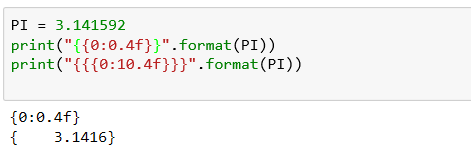 PI = 3.141592
print("{{0:0.4f}}".format(PI))
print("{{{0:10.4f}}}".format(PI))
{0:0.4f}
{    3.1416}